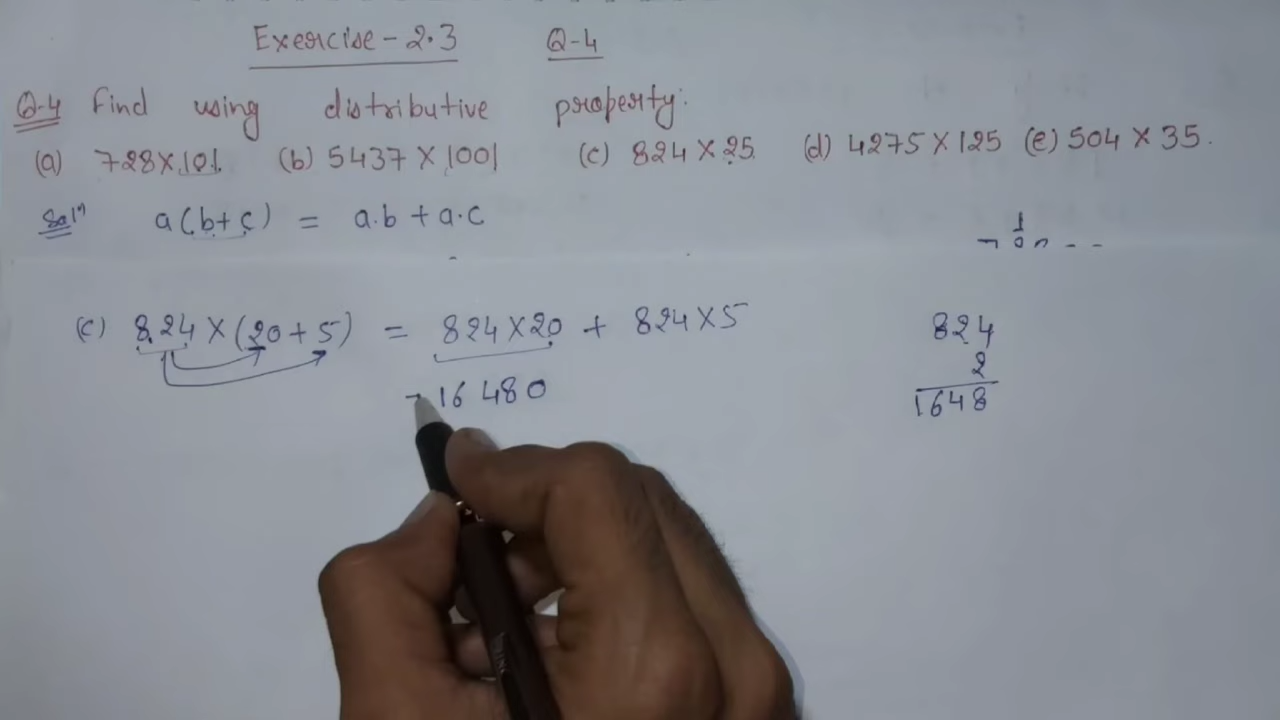 Exercise-2.3 Q-4
Q-4 Find using distributive property:
(a) 728×101. (b) 5437×1001 (c) 824×25. (d) 4275×125 (e) 504×35.
Solⁿ a(b+c) = a.b + a.c
(c) 824×(20+5) = 824×20 + 824×5
16480
824
2
1648